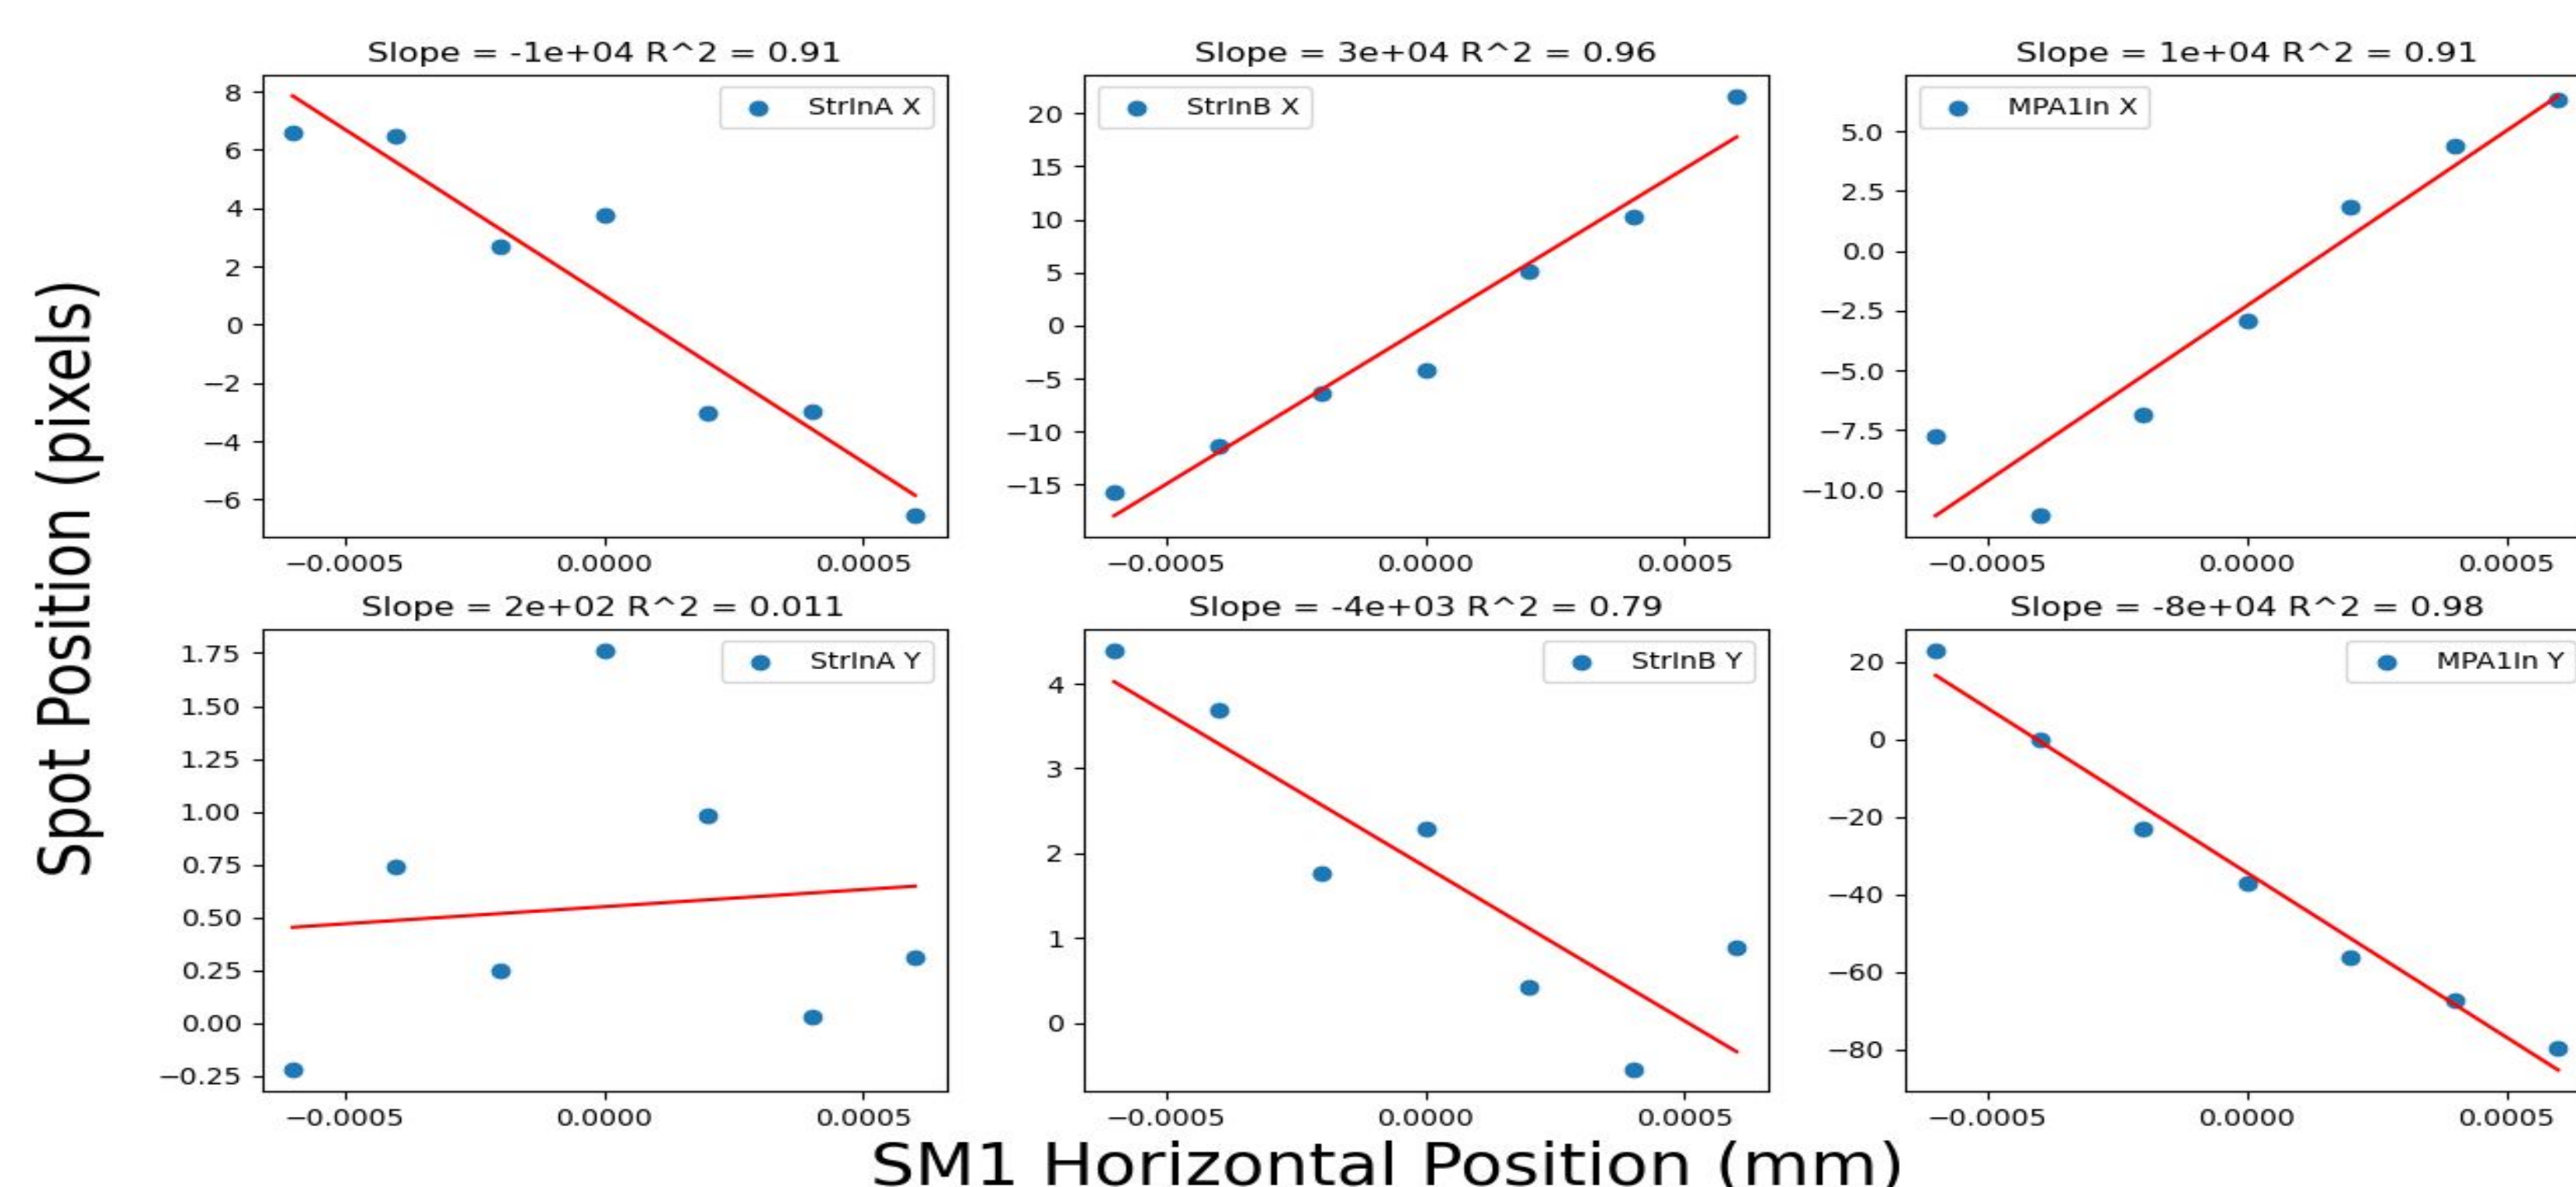 Slope = -1e+04 R^2 = 0.91
StrInA X
8
6
4
2
0
−2
−4
−6
−0.0005 0.0000 0.0005
Slope = 3e+04 R^2 = 0.96
StrInB X
20
15
10
5
0
−5
−10
−15
−0.0005 0.0000 0.0005
Slope = 1e+04 R^2 = 0.91
MPA1In X
5.0
2.5
0.0
−2.5
−5.0
−7.5
−10.0
−0.0005 0.0000 0.0005
Spot Position (pixels)
Slope = 2e+02 R^2 = 0.011
StrInA Y
1.75
1.50
1.25
1.00
0.75
0.50
0.25
0.00
−0.25
−0.0005 0.0000 0.0005
Slope = -4e+03 R^2 = 0.79
StrInB Y
4
3
2
1
0
−0.0005 0.0000 0.0005
Slope = -8e+04 R^2 = 0.98
MPA1In Y
20
0
−20
−40
−60
−80
−0.0005 0.0000 0.0005
SM1 Horizontal Position (mm)